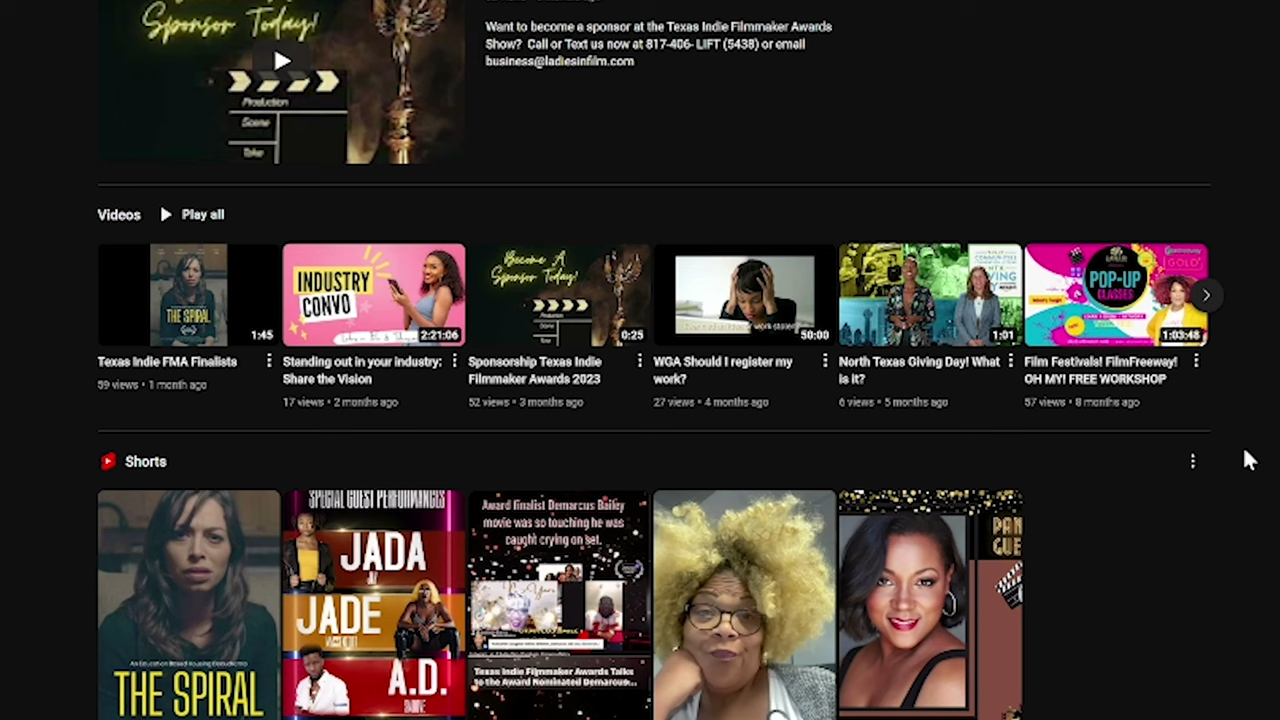 Sponsor Today!
Production
Scene
Take
Want to become a sponsor at the Texas Indie Filmmaker Awards
Show? Call or Text us now at 817-406- LIFT (5438) or email
business@ladiesinfilm.com
Videos Play all
THE SPIRAL
1:45
INDUSTRY
CONVO
2:21:06
Become A
Sponsor Today!
Production
0:25
50:00
1:01
POP-UP
CLASSES
GOLD
1:03:48
Texas Indie FMA Finalists
59 views • 1 month ago
Standing out in your industry:
Share the Vision
17 views • 2 months ago
Sponsorship Texas Indie
Filmmaker Awards 2023
52 views • 3 months ago
WGA Should I register my
work?
27 views • 4 months ago
North Texas Giving Day! What
is it?
6 views • 5 months ago
Film Festivals! FilmFreeway!
OH MY! FREE WORKSHOP
57 views • 8 months ago
Shorts
THE SPIRAL
SPECIAL GUEST PERFORMANCES
JADA
JADE
A.D.
Award finalist Demarcus Bailey
movie was so touching he was
caught crying on set.
Texas Indie Filmmaker Awards Talks
to the Award Nominated Demarcus...